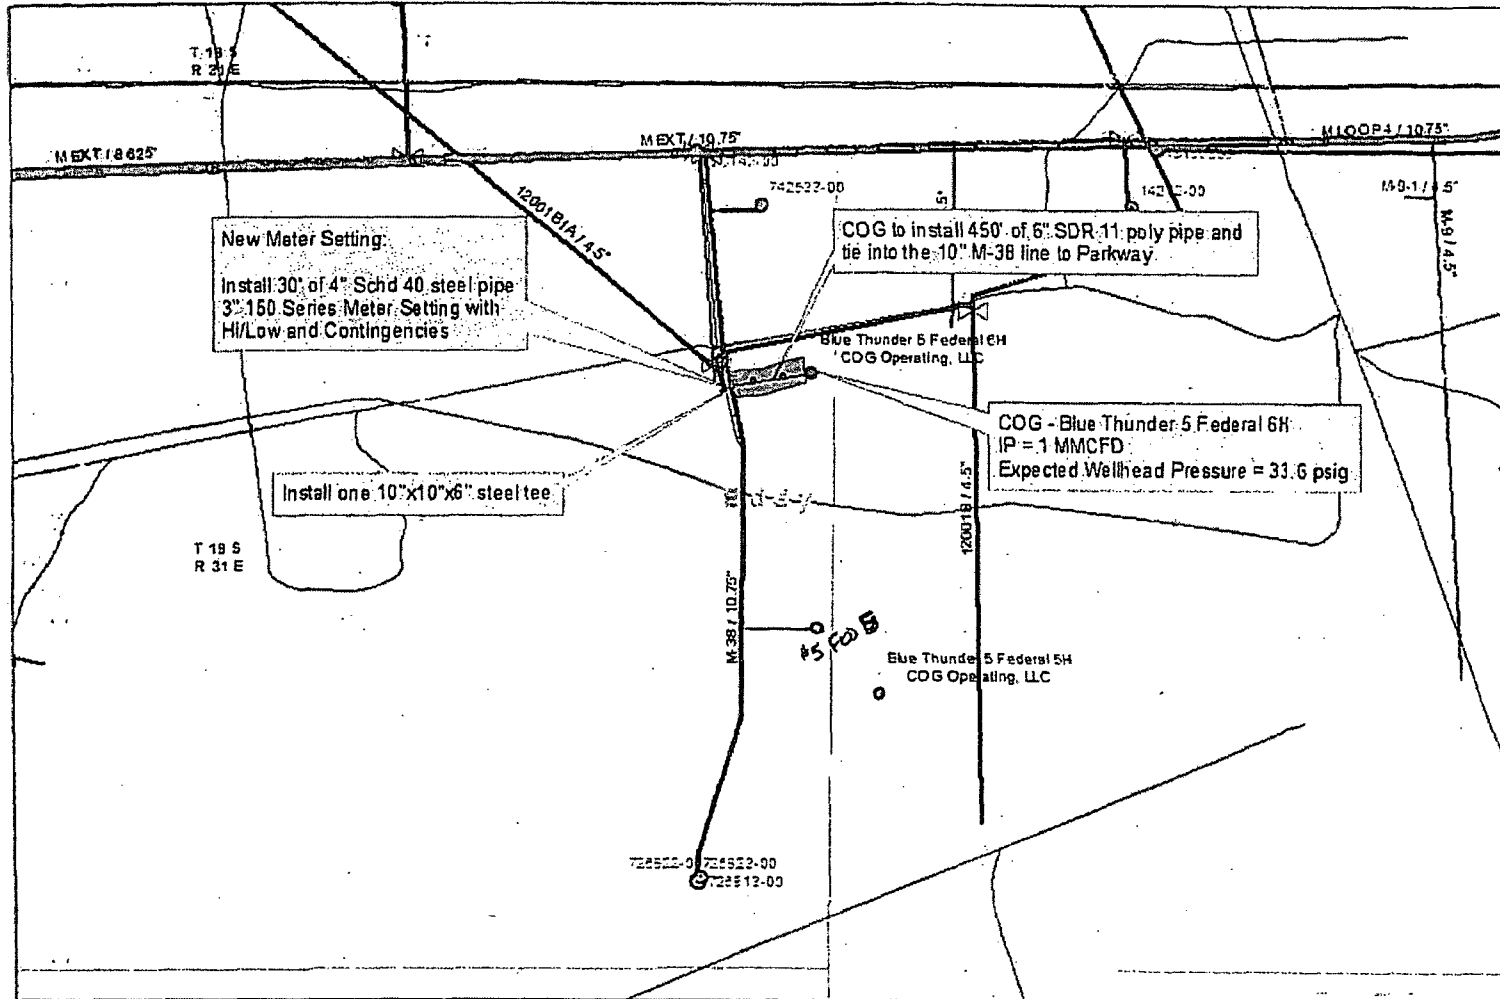 T 18 S
R 31 E
M EXT / 8.625"
M EXT / 10.75"
M LOOP4 / 10.75"
742523-00
M-9-1 / 4.5"
M-9 / 4.5"
12001B1A / 4.5"
New Meter Setting:
Install 30' of 4" Schd 40 steel pipe
3" 150 Series Meter Setting with
Hi/Low and Contingencies
COG to install 450' of 6" SDR 11 poly pipe and
tie into the 10" M-38 line to Parkway
Blue Thunder 5 Federal 6H
COG Operating, LLC
COG - Blue Thunder 5 Federal 6H
IP = 1 MMCFD
Expected Wellhead Pressure = 33.6 psig
Install one 10"x10"x6" steel tee
12001B / 4.5"
T 19 S
R 31 E
M-38 / 10.75"
#5
Blue Thunder 5 Federal 5H
COG Operating, LLC